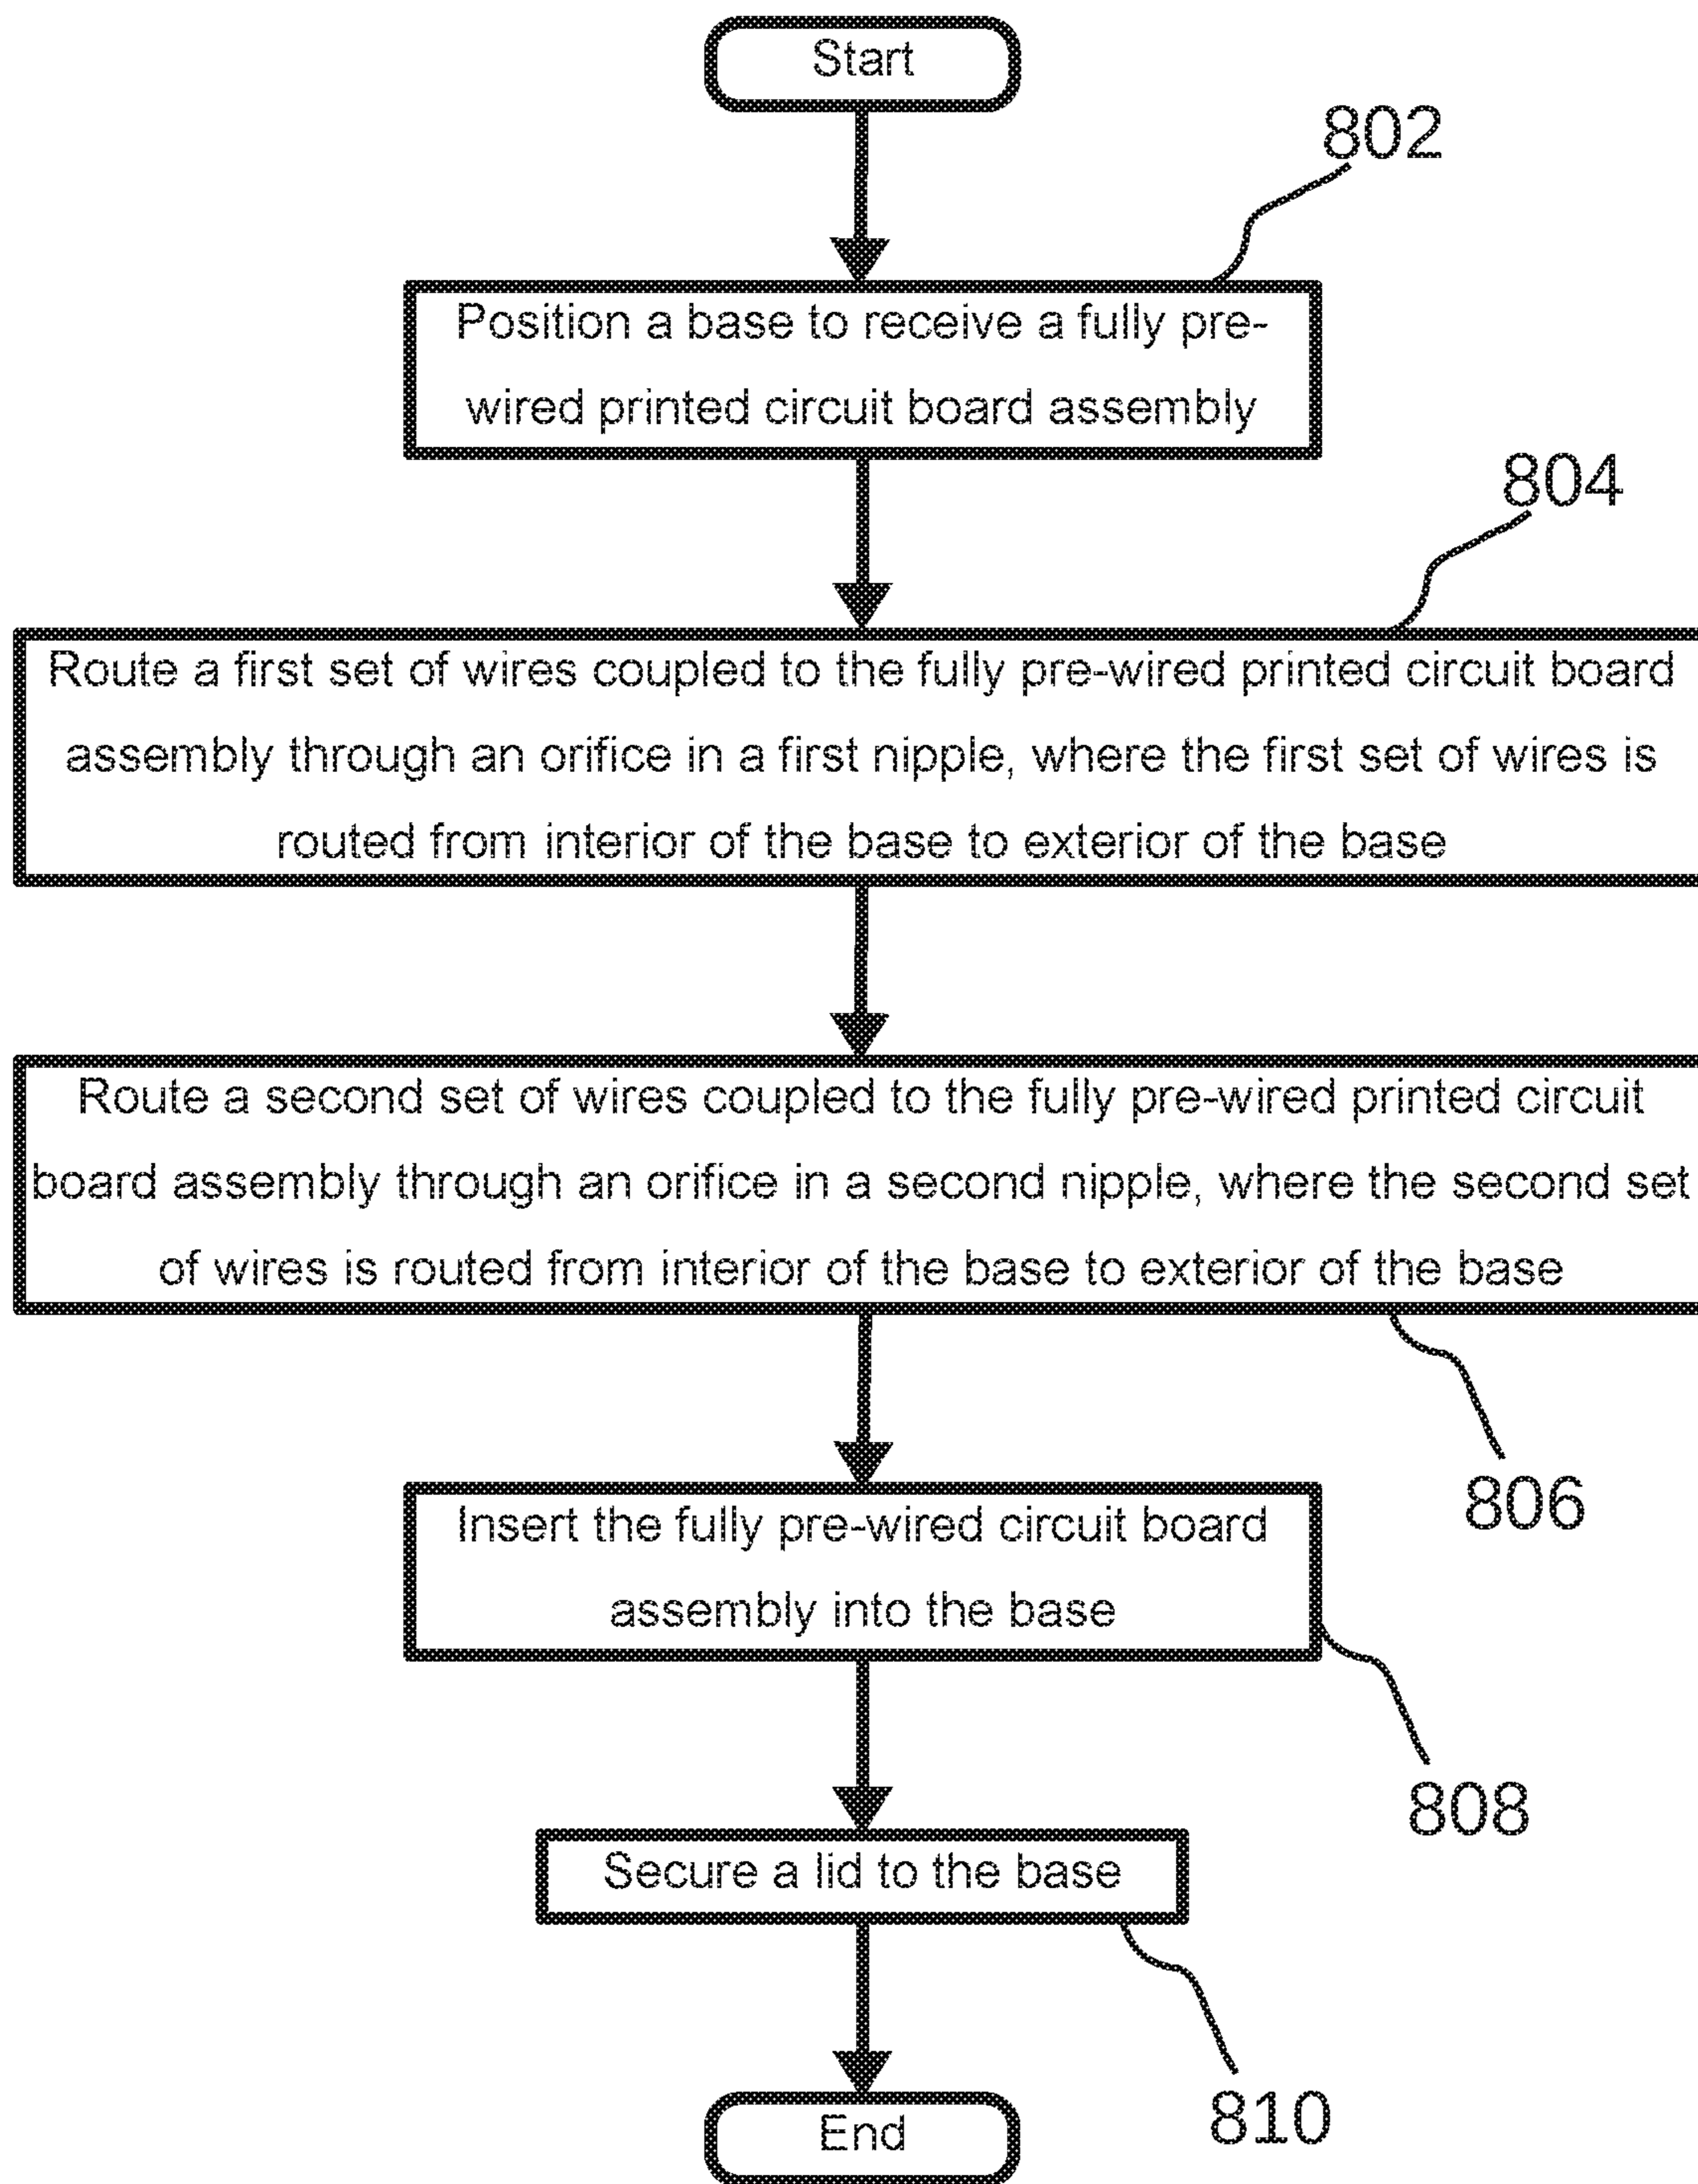 Start
802
Position a base to receive a fully pre-
wired printed circuit board assembly
804
Route a first set of wires coupled to the fully pre-wired printed circuit board
assembly through an orifice in a first nipple, where the first set of wires is
routed from interior of the base to exterior of the base
Route a second set of wires coupled to the fully pre-wired printed circuit
board assembly through an orifice in a second nipple, where the second set
of wires is routed from interior of the base to exterior of the base
806
Insert the fully pre-wired circuit board
assembly into the base
808
Secure a lid to the base
810
End